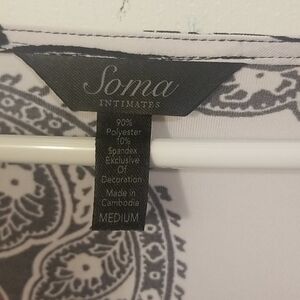 Soma
INTIMATES
90%
Polyester
10%
Spandex
Exclusive
Of
Decoration
Made in
Cambodia
MEDIUM